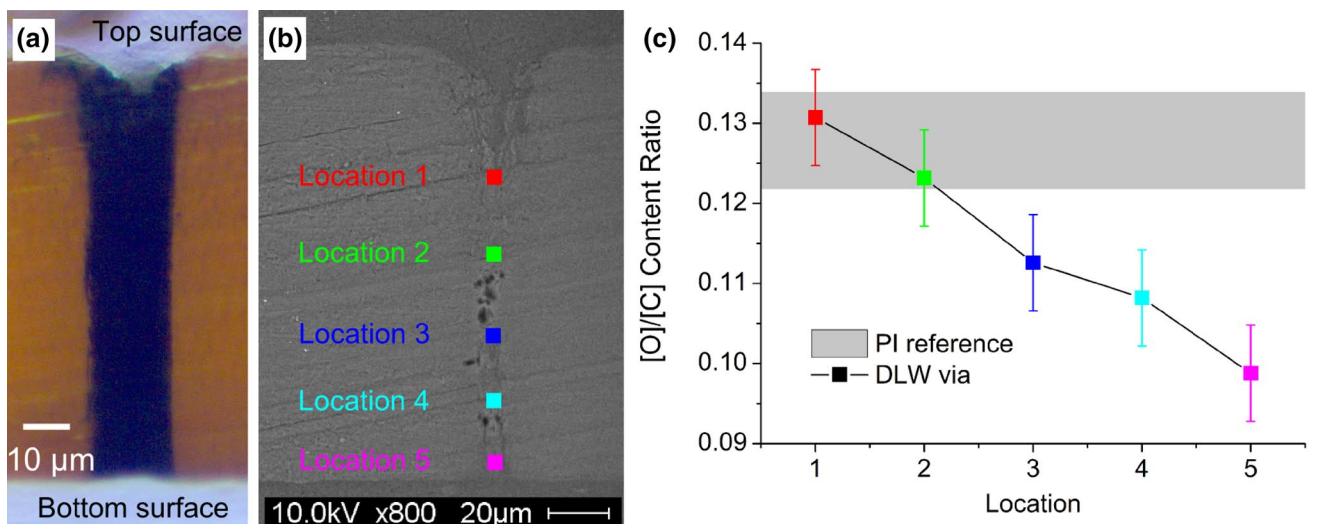 (a)
Top surface
10 µm
Bottom surface
(b)
Location 1
Location 2
Location 3
Location 4
Location 5
10.0kV x800 20µm
(c)
[O]/[C] Content Ratio
0.14
0.13
0.12
0.11
0.10
0.09
PI reference
DLW via
1 2 3 4 5
Location